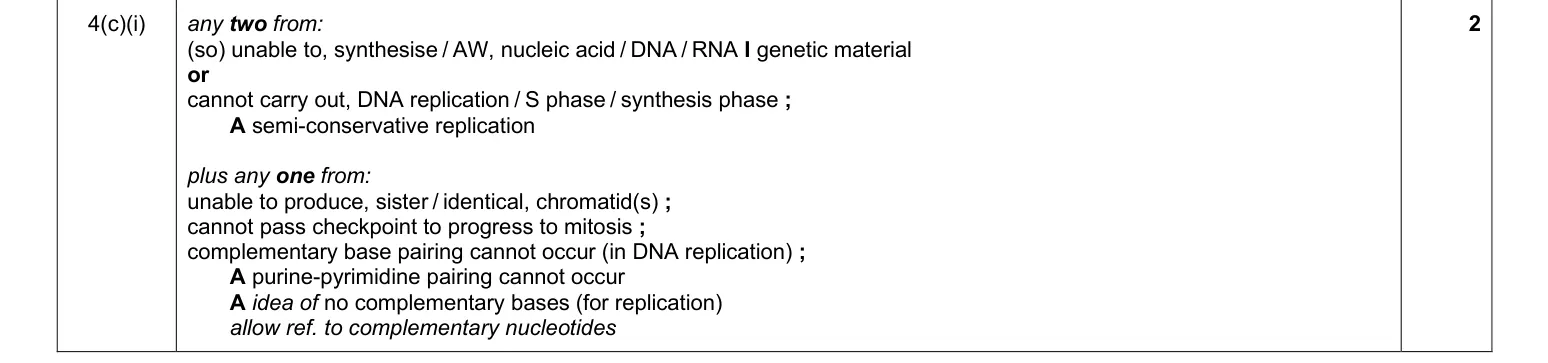 4(c)(i) any two from: 2
(so) unable to, synthesise / AW, nucleic acid / DNA / RNA I genetic material
or
cannot carry out, DNA replication / S phase / synthesis phase ;
A semi-conservative replication
plus any one from:
unable to produce, sister / identical, chromatid(s) ;
cannot pass checkpoint to progress to mitosis ;
complementary base pairing cannot occur (in DNA replication) ;
A purine-pyrimidine pairing cannot occur
A idea of no complementary bases (for replication)
allow ref. to complementary nucleotides